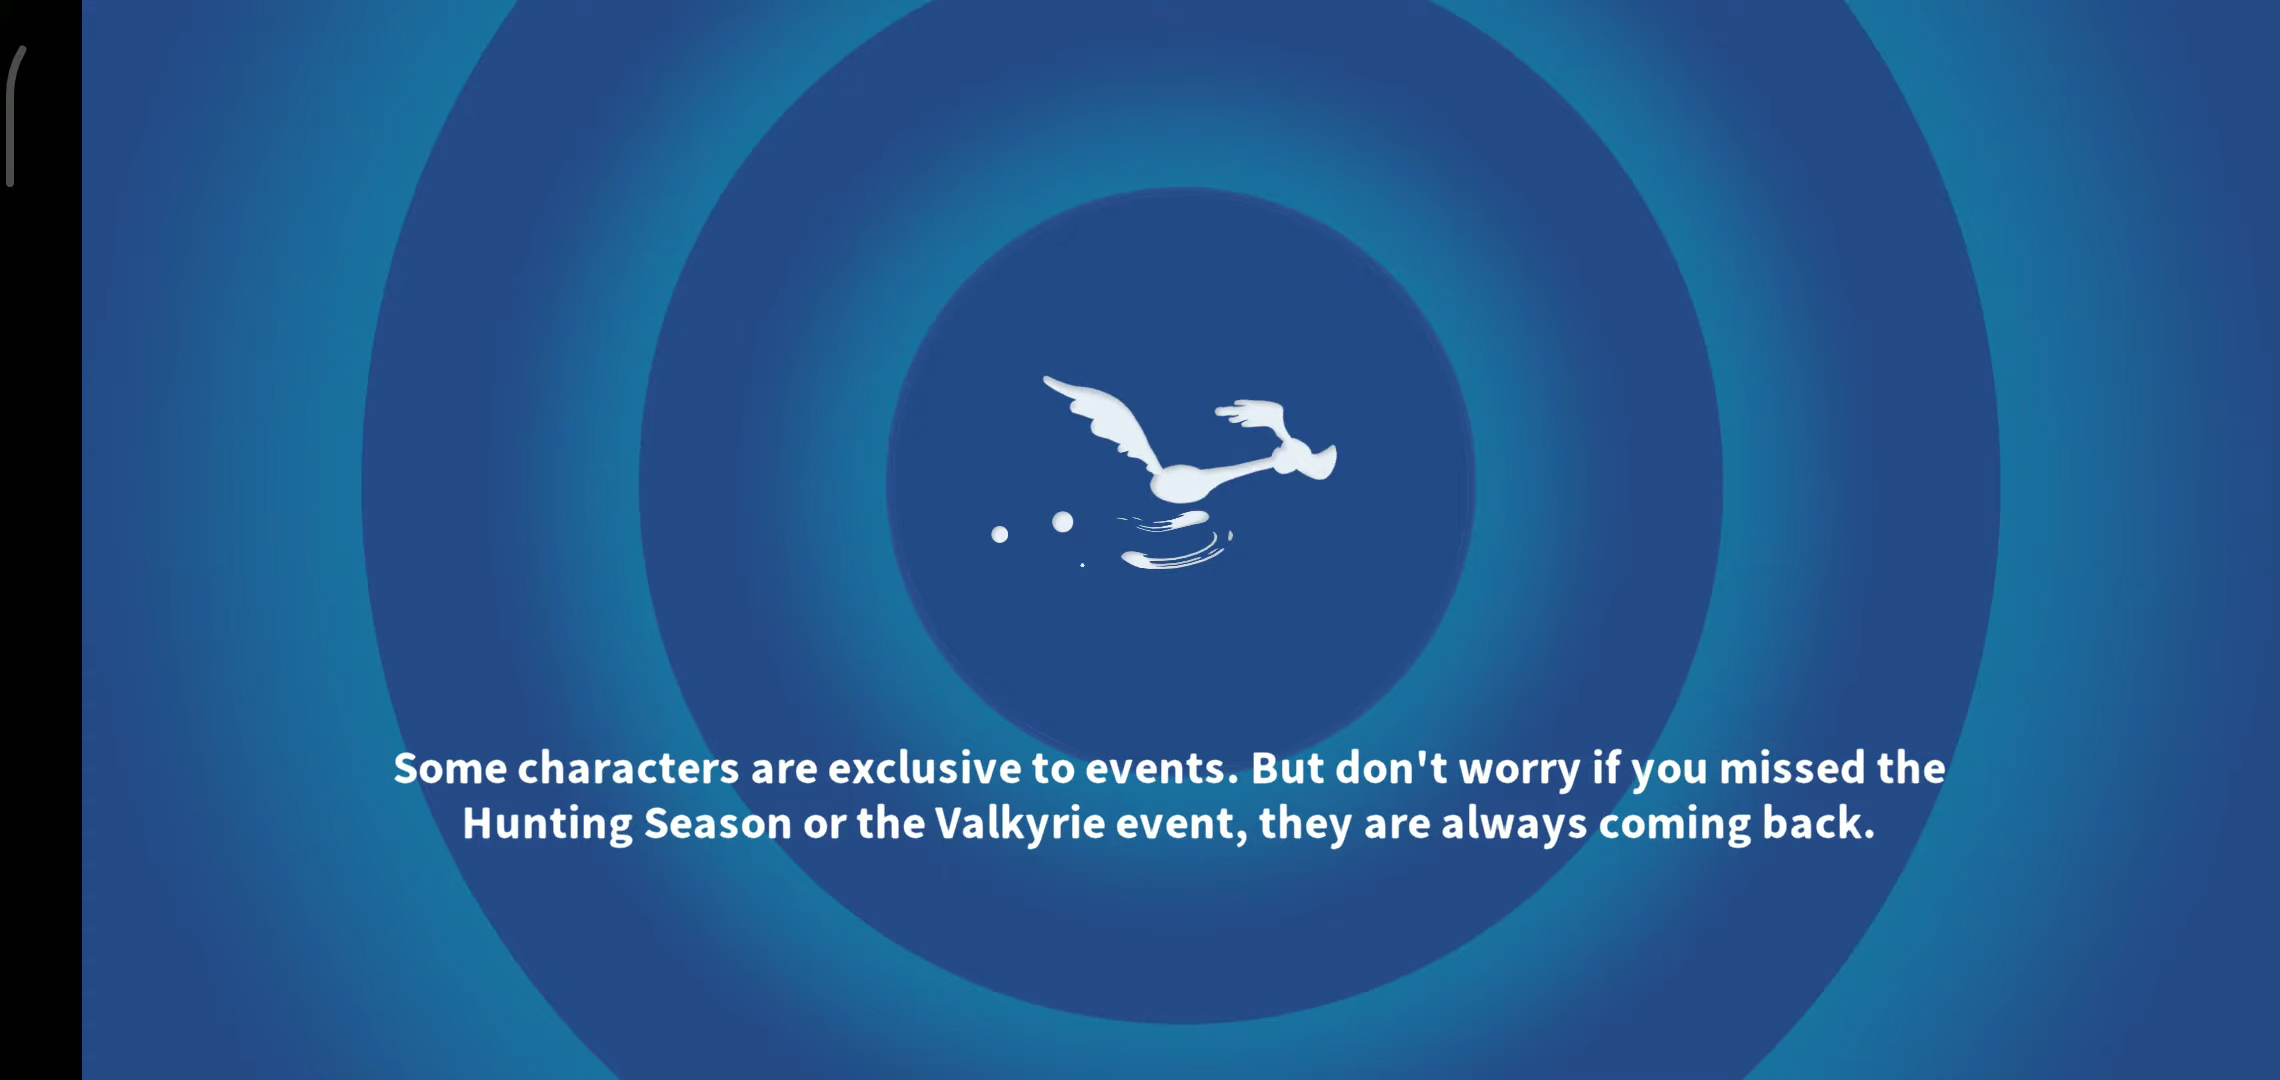 Some characters are exclusive to events. But don't worry if you missed the
Hunting Season or the Valkyrie event, they are always coming back.